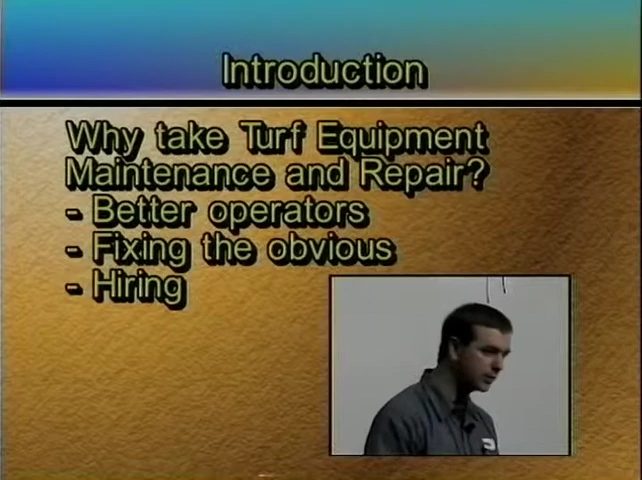 Introduction
Why take Turf Equipment
Maintenance and Repair?
- Better operators
- Fixing the obvious
- Hiring